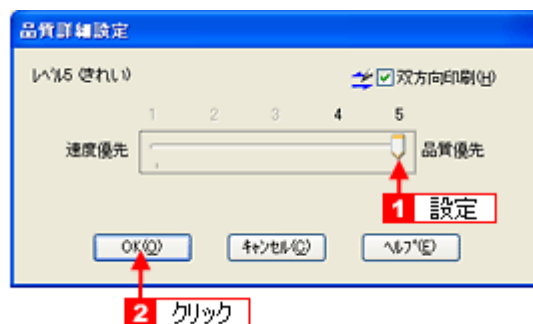 品質詳細設定
レベル5 (きれい)
双方向印刷(H)
1 2 3 4 5
速度優先
品質優先
1 設定
OK(O) キャンセル(C) ヘルプ(E)
2 クリック